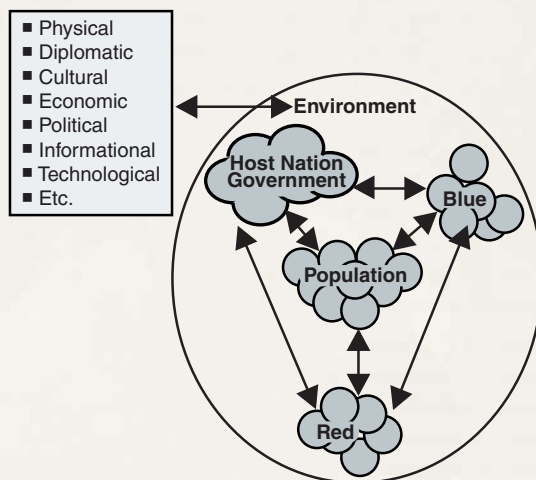 ■ Physical
■ Diplomatic
■ Cultural
■ Economic
■ Political
■ Informational
■ Technological
■ Etc.
Environment
Host Nation
Government
Blue
Population
Red